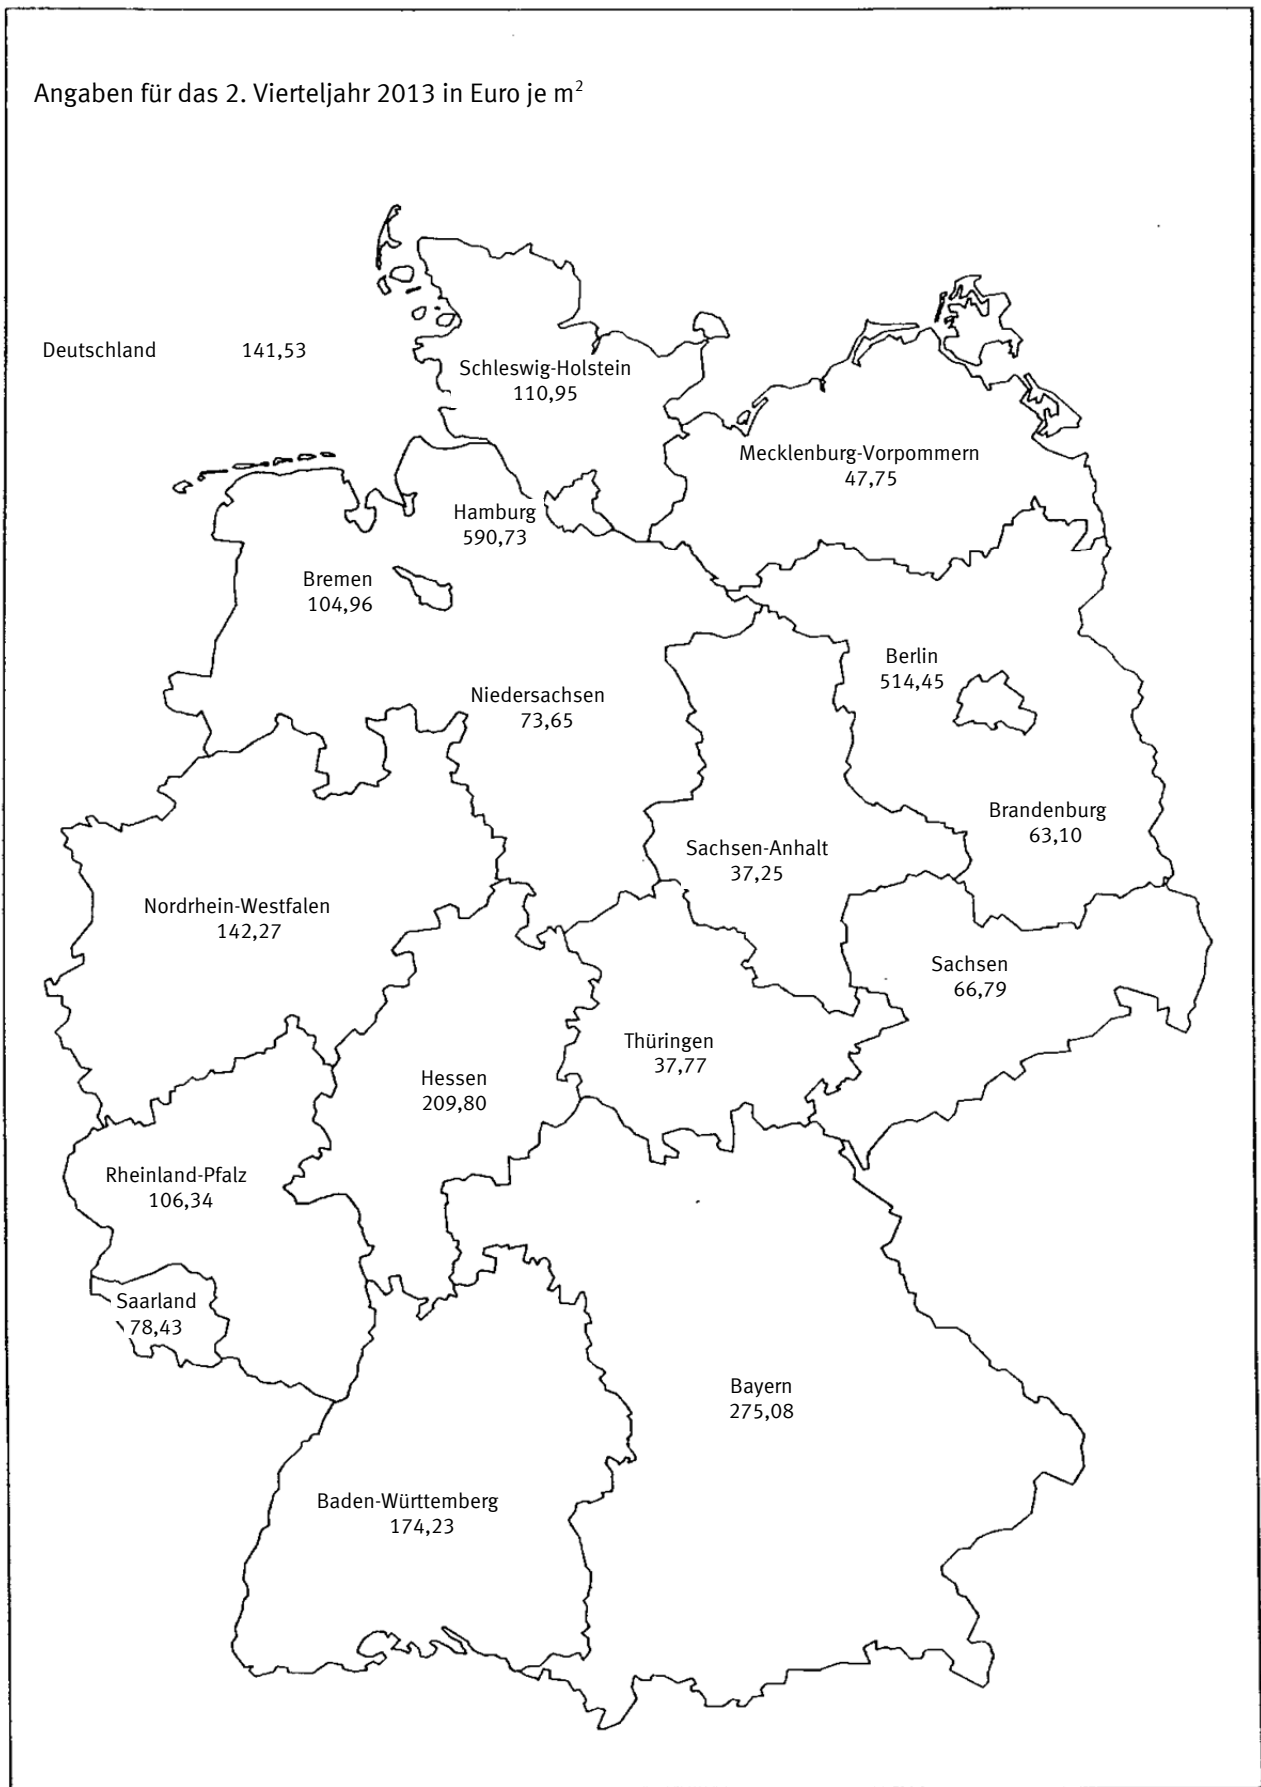 Angaben für das 2. Vierteljahr 2013 in Euro je m²
Deutschland 141,53
Schleswig-Holstein
110,95
Mecklenburg-Vorpommern
47,75
Hamburg
590,73
Bremen
104,96
Berlin
514,45
Niedersachsen
73,65
Brandenburg
63,10
Sachsen-Anhalt
37,25
Nordrhein-Westfalen
142,27
Sachsen
66,79
Thüringen
37,77
Hessen
209,80
Rheinland-Pfalz
106,34
Saarland
78,43
Bayern
275,08
Baden-Württemberg
174,23